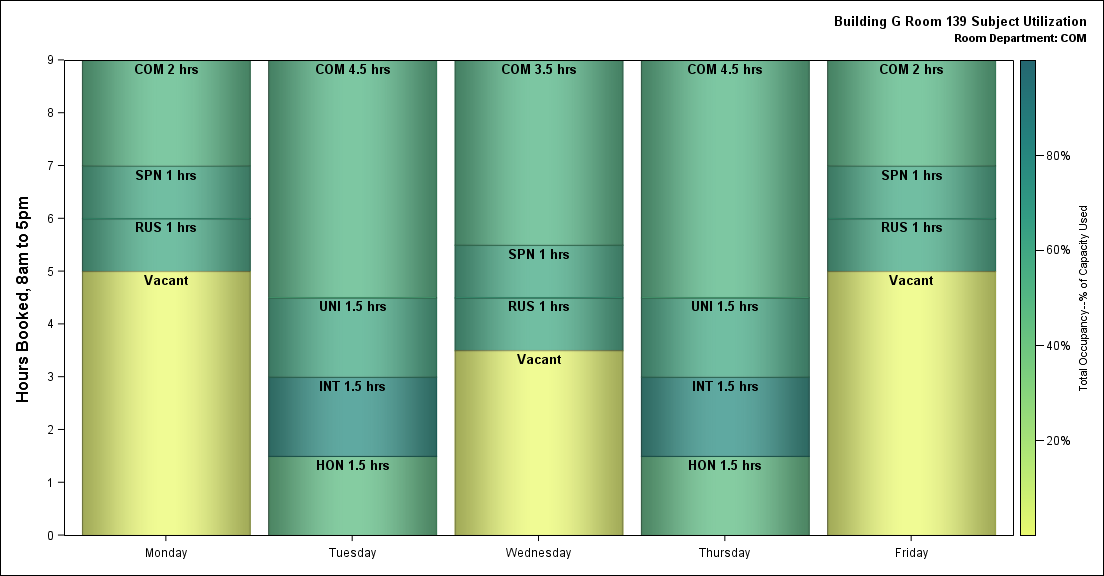 Building G Room 139 Subject Utilization
Room Department: COM
Hours Booked, 8am to 5pm
9
8
7
6
5
4
3
2
1
0
COM 2 hrs
SPN 1 hrs
RUS 1 hrs
Vacant
COM 4.5 hrs
UNI 1.5 hrs
INT 1.5 hrs
HON 1.5 hrs
COM 3.5 hrs
SPN 1 hrs
RUS 1 hrs
Vacant
COM 4.5 hrs
UNI 1.5 hrs
INT 1.5 hrs
HON 1.5 hrs
COM 2 hrs
SPN 1 hrs
RUS 1 hrs
Vacant
Monday
Tuesday
Wednesday
Thursday
Friday
80%
60%
40%
20%
Total Occupancy--% of Capacity Used